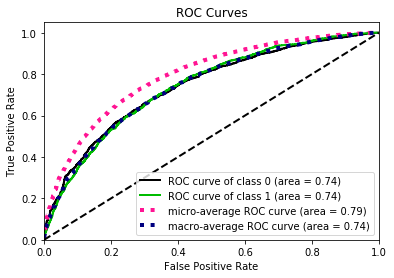 ROC Curves
True Positive Rate
1.0
0.8
0.6
0.4
0.2
0.0
ROC curve of class 0 (area = 0.74)
ROC curve of class 1 (area = 0.74)
micro-average ROC curve (area = 0.79)
macro-average ROC curve (area = 0.74)
0.0 0.2 0.4 0.6 0.8 1.0
False Positive Rate